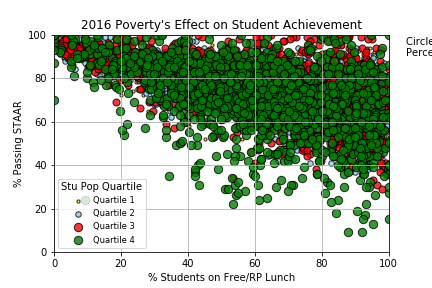 2016 Poverty's Effect on Student Achievement
Circle
Perce
100
80
60
40
20
0
% Passing STAAR
Stu Pop Quartile
Quartile 1
Quartile 2
Quartile 3
Quartile 4
0 20 40 60 80 100
% Students on Free/RP Lunch